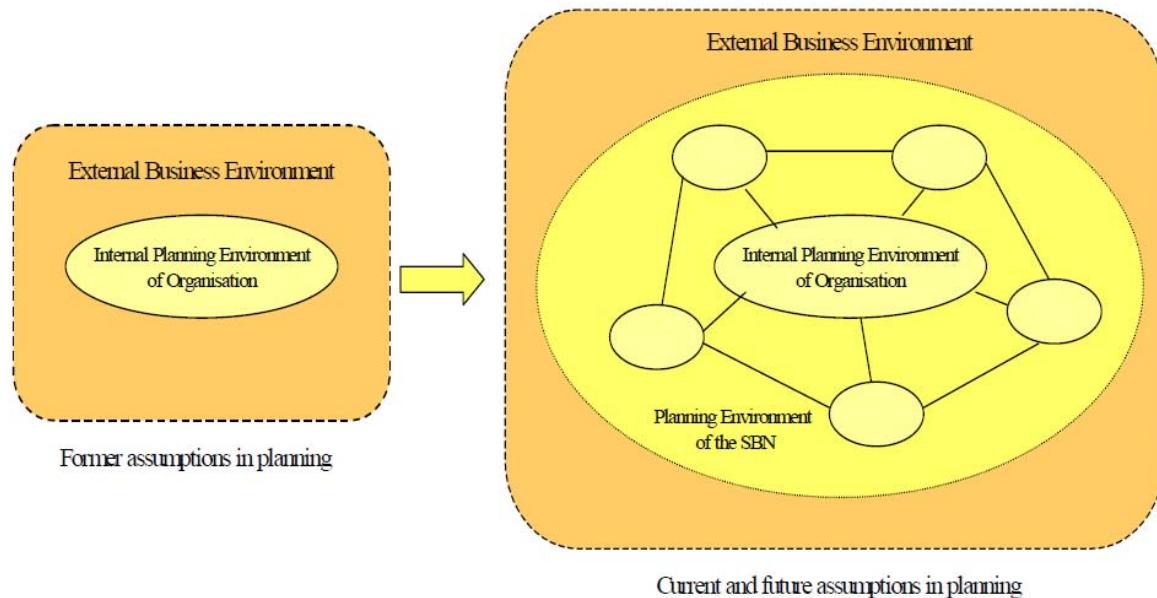 External Business Environment
Internal Planning Environment
of Organisation
Former assumptions in planning
External Business Environment
Internal Planning Environment
of Organisation
Planning Environment
of the SBN
Current and future assumptions in planning